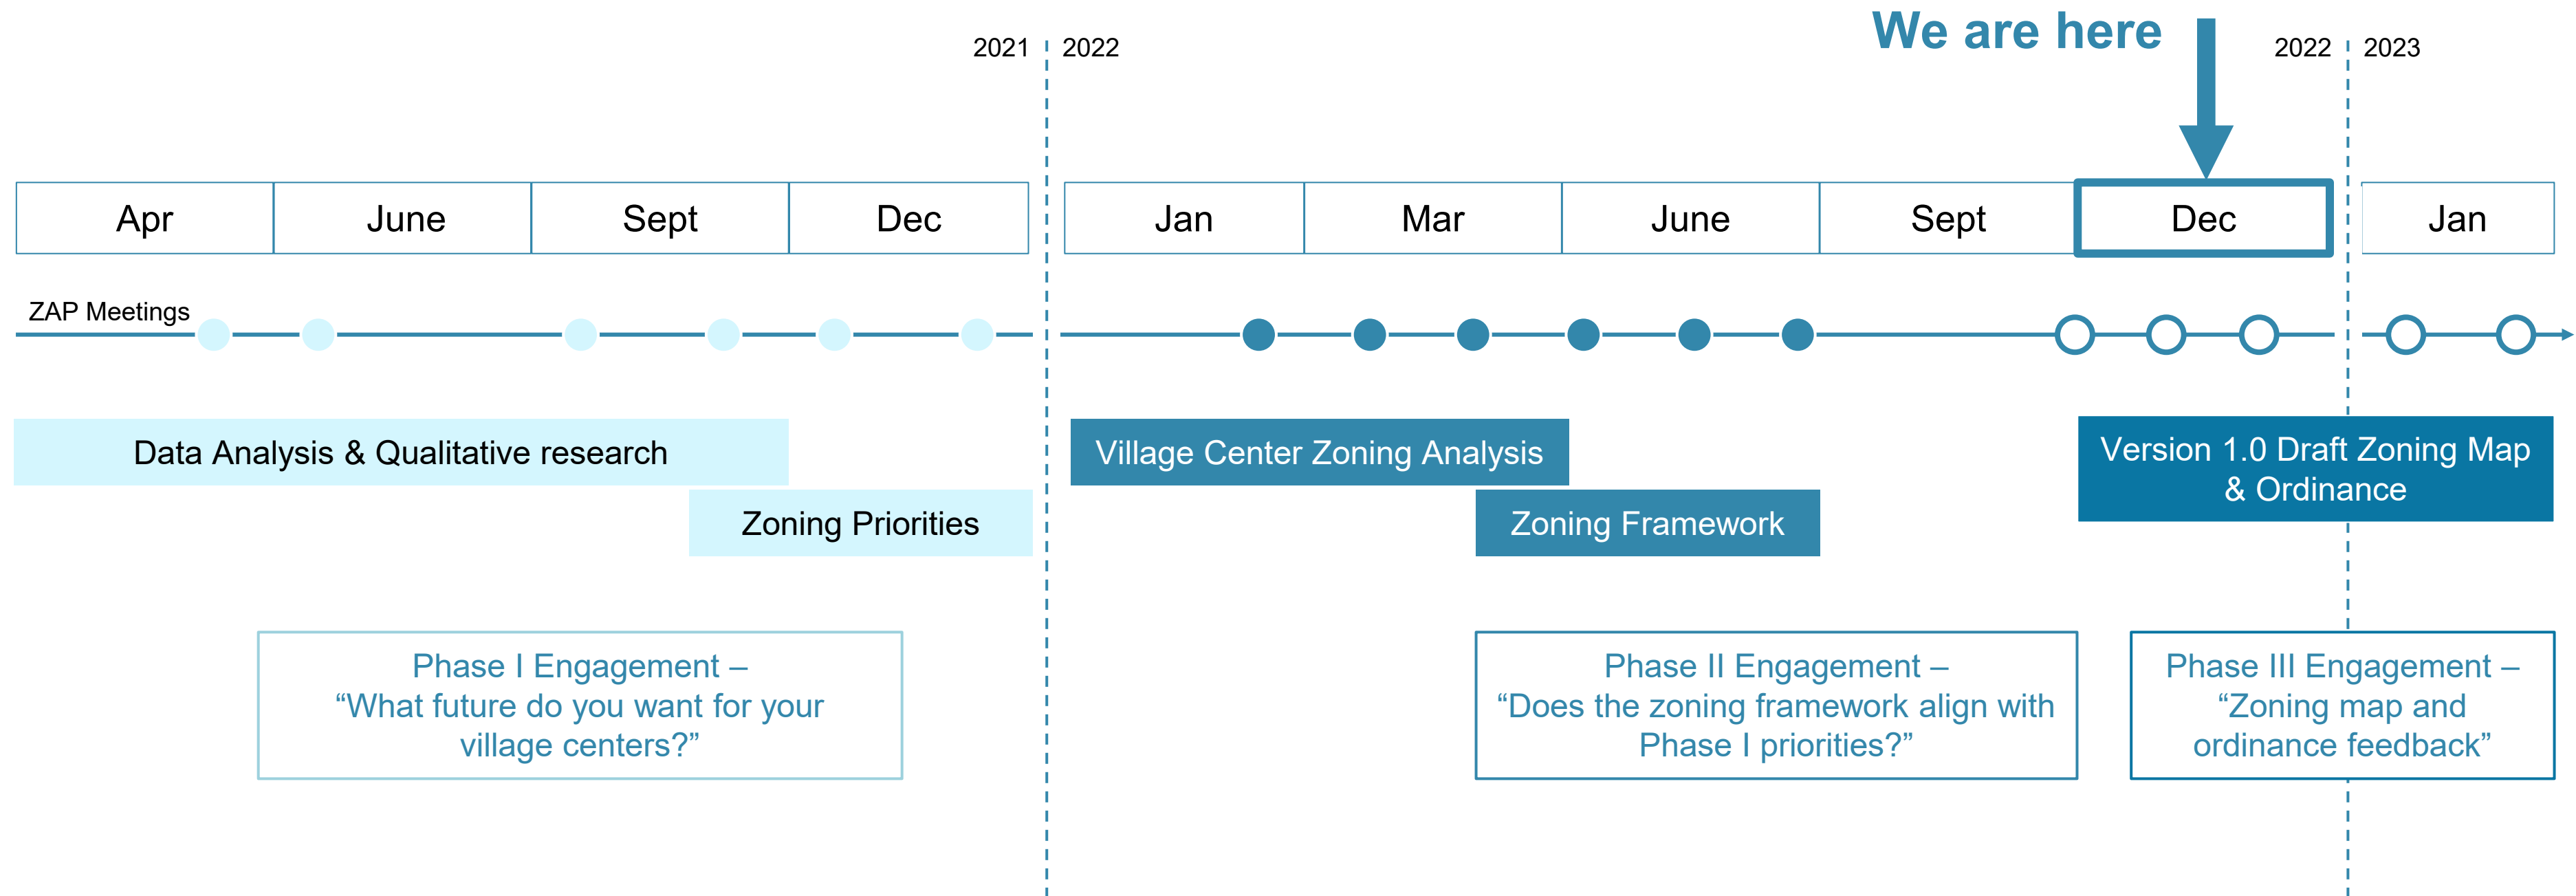 We are here
2021
2022
2022
2023
Apr
June
Sept
Dec
Jan
Mar
June
Sept
Dec
Jan
ZAP Meetings
Data Analysis & Qualitative research
Zoning Priorities
Village Center Zoning Analysis
Zoning Framework
Version 1.0 Draft Zoning Map
& Ordinance
Phase I Engagement –
“What future do you want for your
village centers?”
Phase II Engagement –
“Does the zoning framework align with
Phase I priorities?”
Phase III Engagement –
“Zoning map and
ordinance feedback”